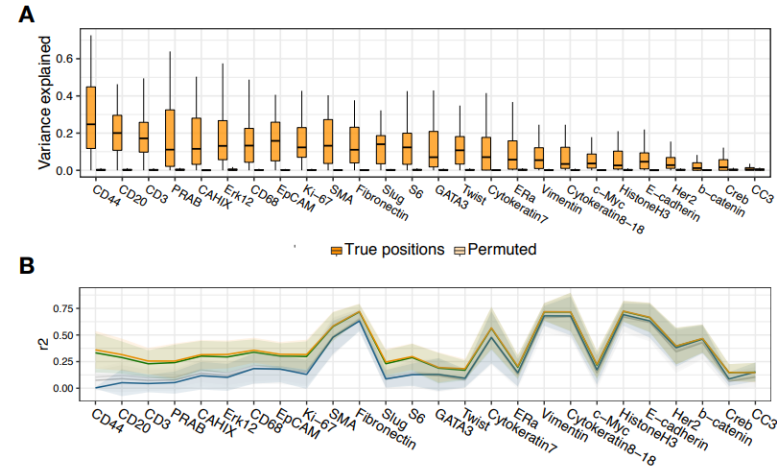 A
Variance explained
0.6
0.4
0.2
0.0
CD44 CD20 CD3 PRAB CAHIX Erk12 CD68 EpCAM Ki-67 SMA Fibronectin Slug S6 GATA3 Twist Cytokeratin7 ERa Vimentin Cytokeratin8-18 c-Myc HistoneH3 E-cadherin Her2 b-catenin Creb CC3
True positions Permuted
B
r2
0.75
0.50
0.25
0.00
CD44 CD20 CD3 PRAB CAHIX Erk12 CD68 EpCAM Ki-67 SMA Fibronectin Slug S6 GATA3 Twist Cytokeratin7 ERa Vimentin Cytokeratin8-18 c-Myc HistoneH3 E-cadherin Her2 b-catenin Creb CC3